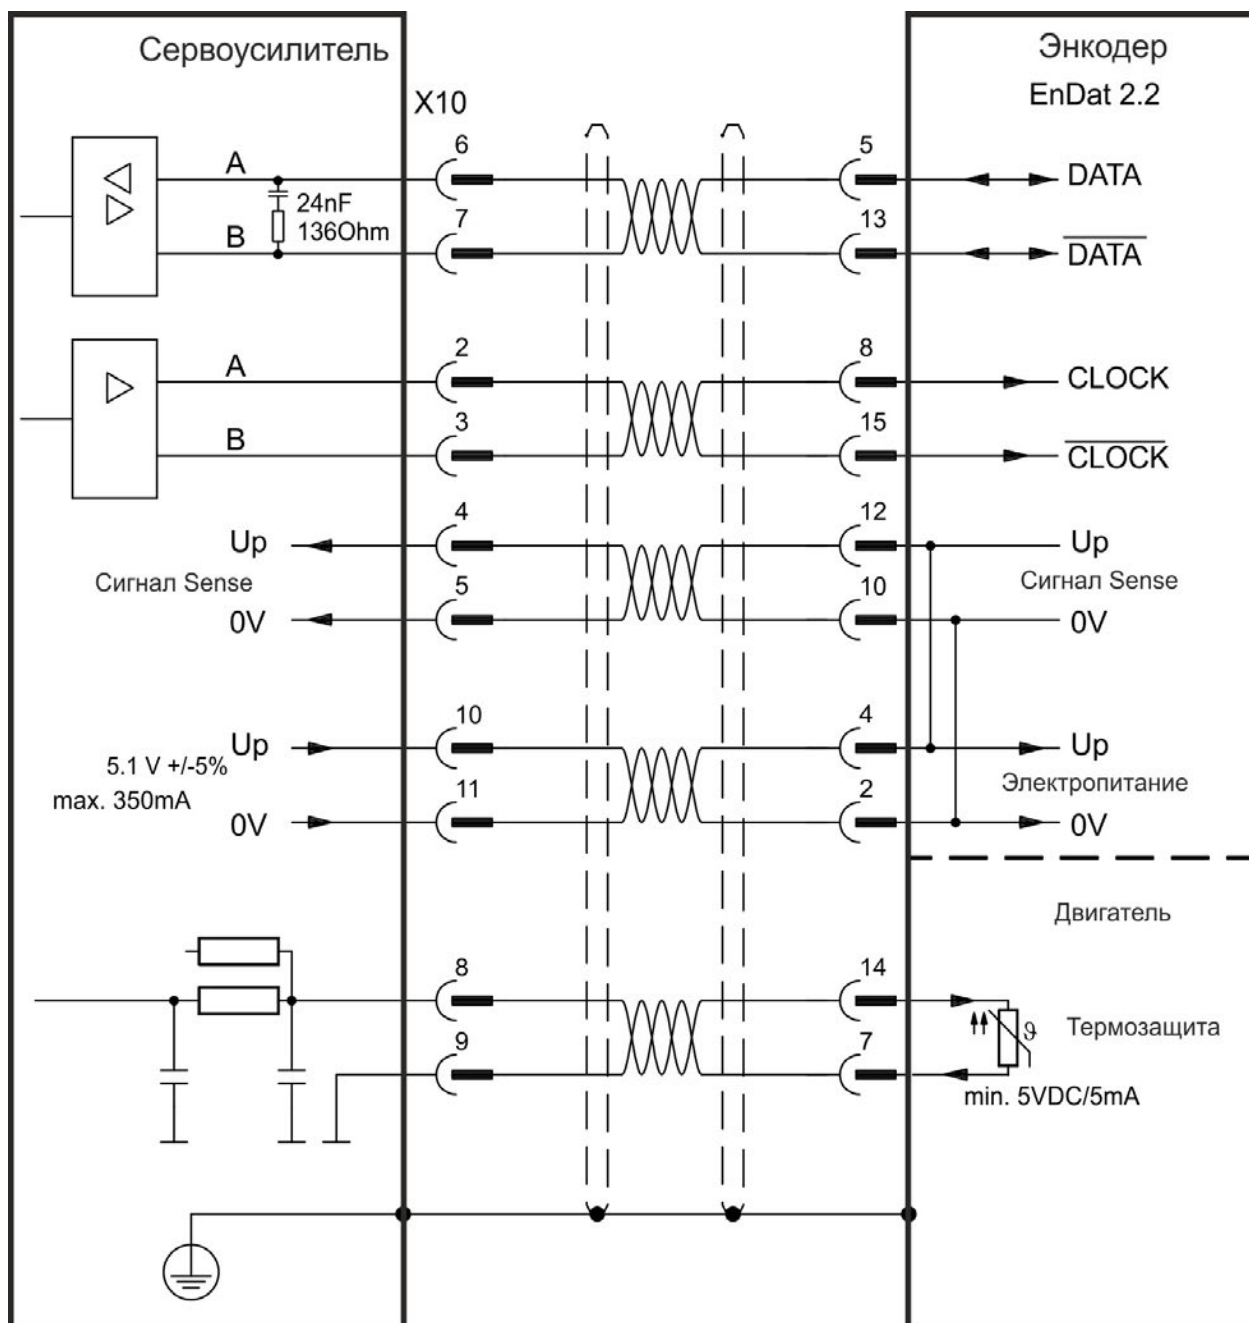 Сервоусилитель
Энкодер
EnDat 2.2
X10
A
6
5
DATA
24nF
136Ohm
B
7
13
DATA
A
2
8
CLOCK
B
3
15
CLOCK
Up
4
12
Up
Сигнал Sense
Сигнал Sense
0V
5
10
0V
Up
10
4
Up
5.1 V +/-5%
max. 350mA
Электропитание
0V
11
2
0V
Двигатель
8
14
ϑ
Термозащита
9
7
min. 5VDC/5mA